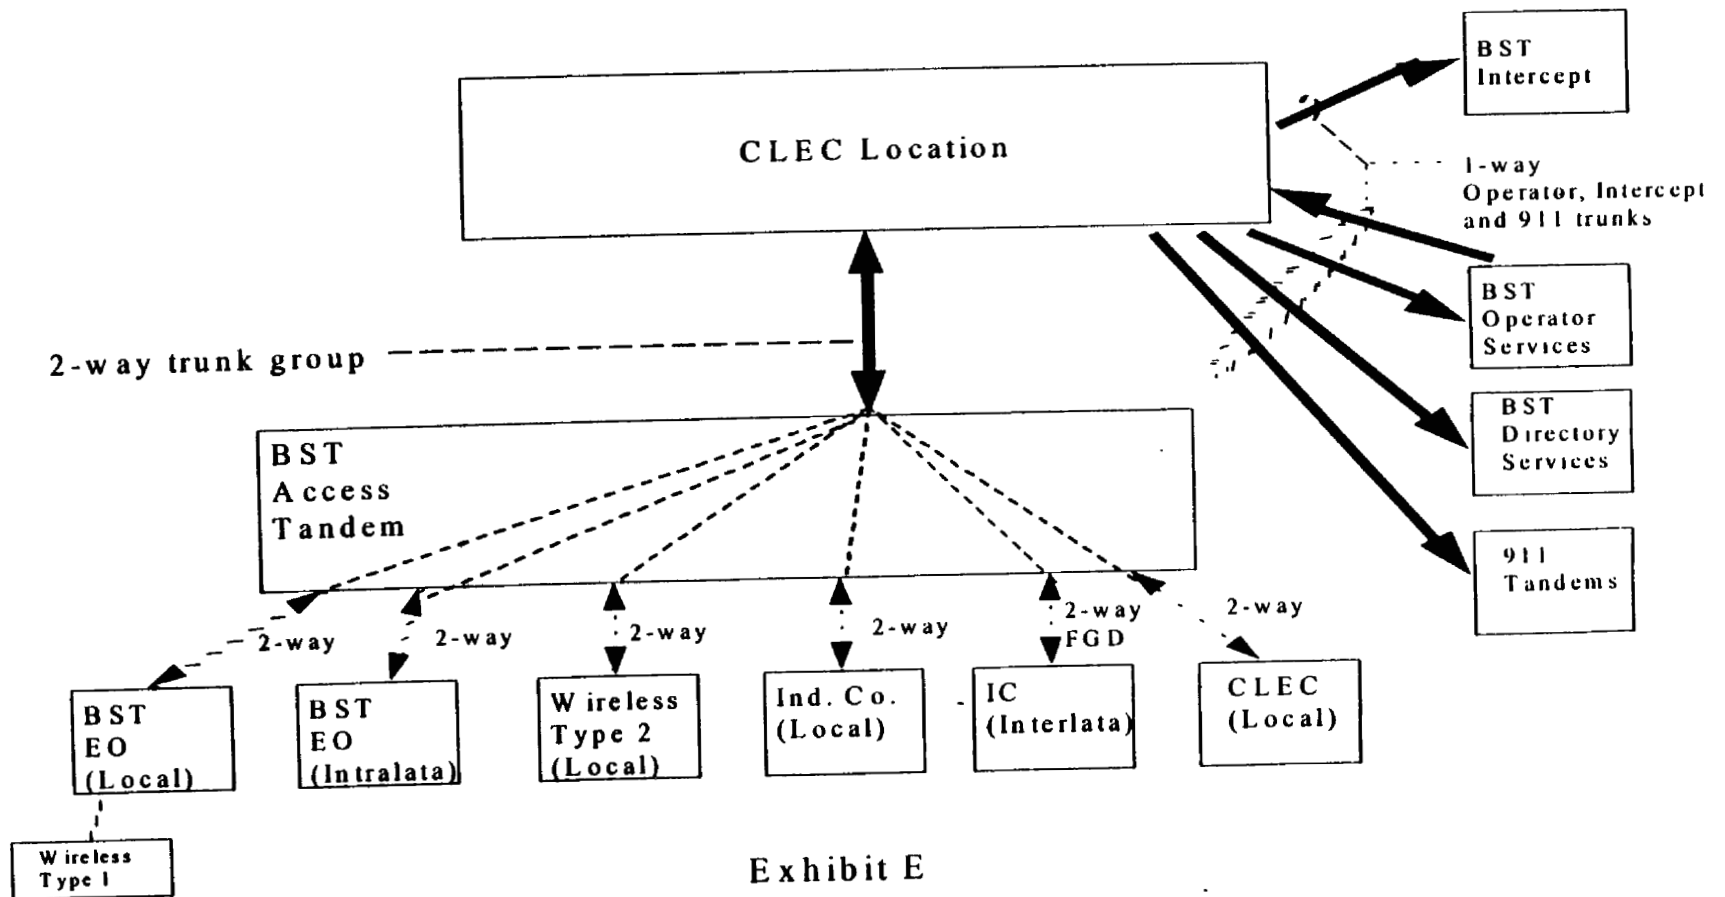 BST
Intercept
CLEC Location
1-way
Operator, Intercept
and 911 trunks
BST
Operator
Services
2-way trunk group
BST
Directory
Services
BST
Access
Tandem
911
Tandems
2-way
2-way
2-way
2-way
2-way
FGD
2-way
BST
EO
(Local)
BST
EO
(Intralata)
Wireless
Type 2
(Local)
Ind. Co.
(Local)
IC
(Interlata)
CLEC
(Local)
Wireless
Type 1
Exhibit E